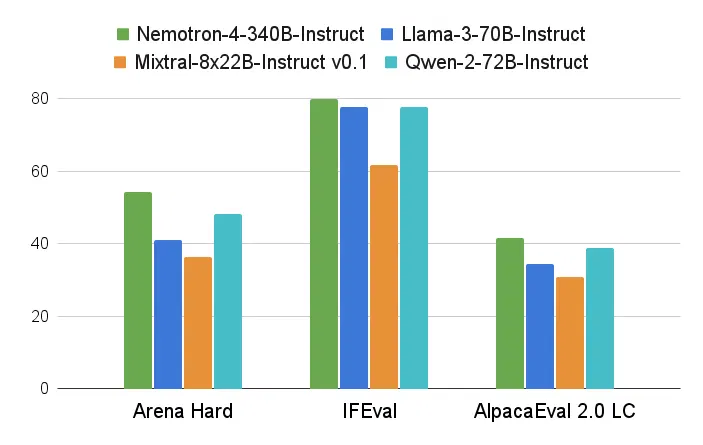 Nemotron-4-340B-Instruct Llama-3-70B-Instruct
Mixtral-8x22B-Instruct v0.1 Qwen-2-72B-Instruct
80
60
40
20
0
Arena Hard IFEval AlpacaEval 2.0 LC